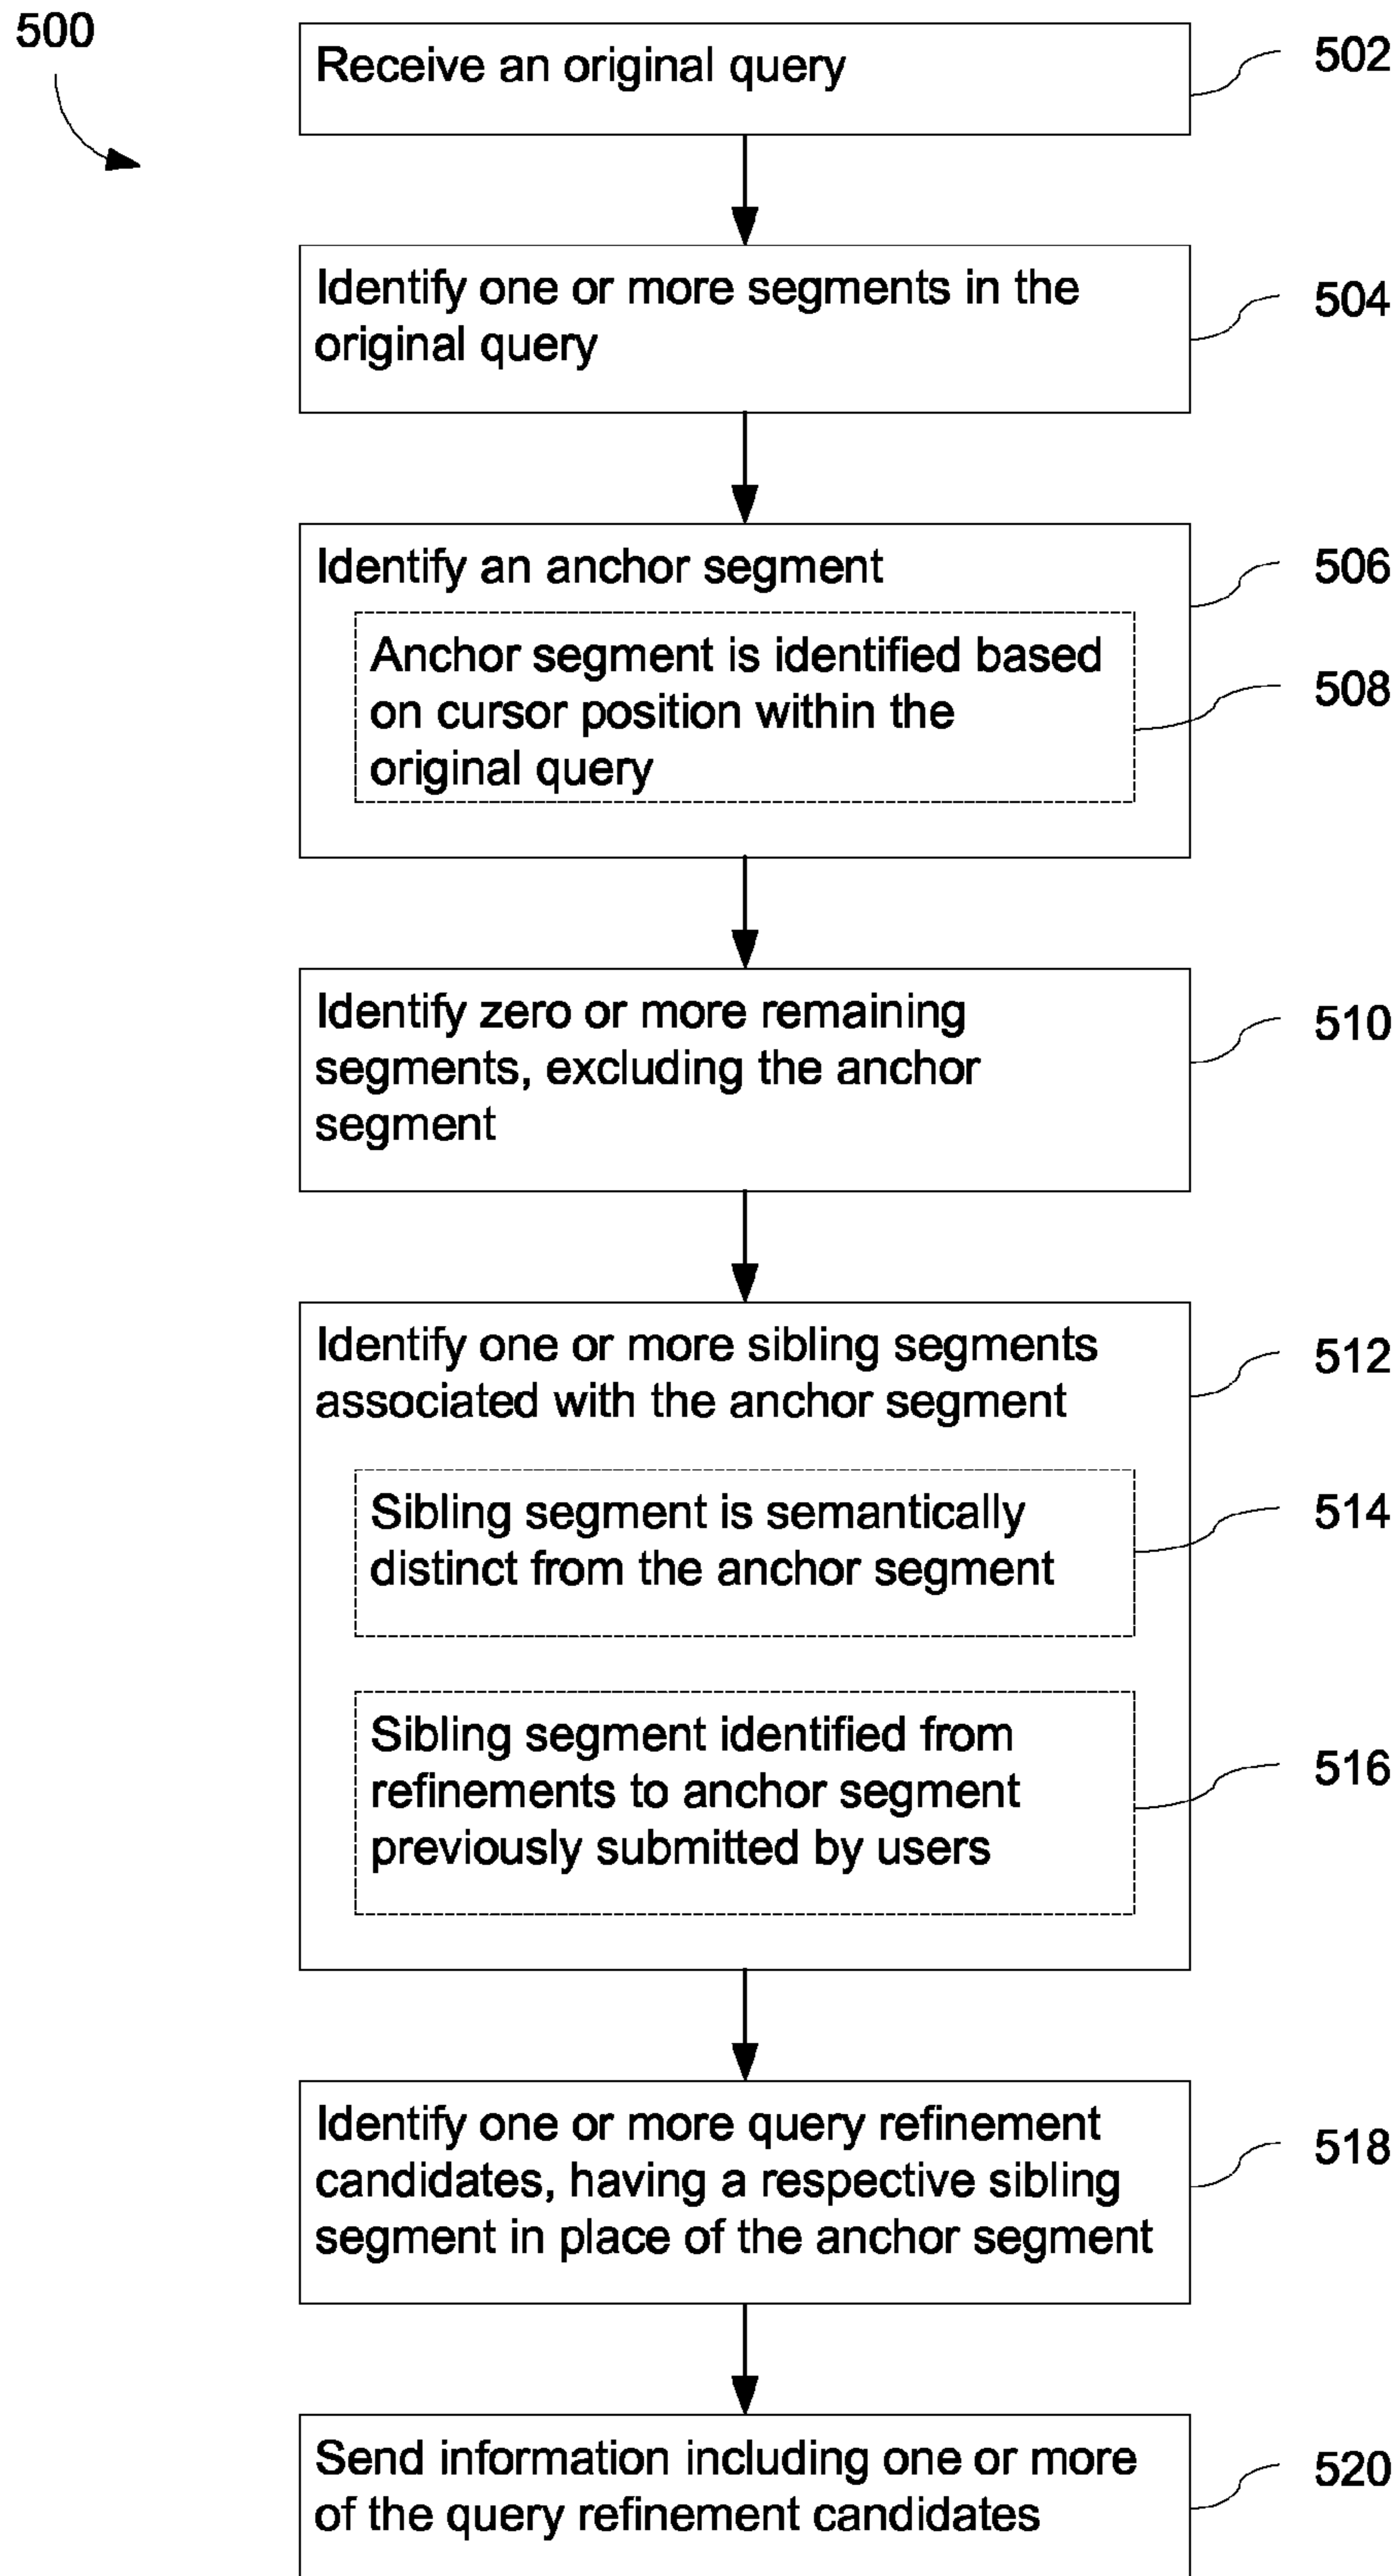 500
Receive an original query
502
Identify one or more segments in the
original query
504
Identify an anchor segment
506
Anchor segment is identified based
on cursor position within the
original query
508
Identify zero or more remaining
segments, excluding the anchor
segment
510
Identify one or more sibling segments
associated with the anchor segment
512
Sibling segment is semantically
distinct from the anchor segment
514
Sibling segment identified from
refinements to anchor segment
previously submitted by users
516
Identify one or more query refinement
candidates, having a respective sibling
segment in place of the anchor segment
518
Send information including one or more
of the query refinement candidates
520